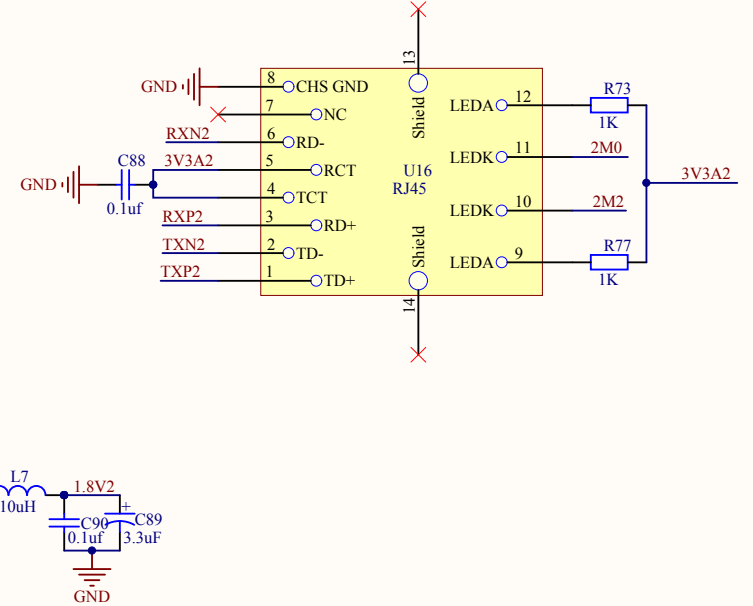 13
GND
8
CHS GND
Shield
LEDA
12
R73
1K
7
NC
RXN2
6
RD-
C88
3V3A2
5
RCT
U16
RJ45
LEDK
11
2M0
GND
0.1uf
4
TCT
3V3A2
RXP2
3
RD+
LEDK
10
2M2
TXN2
2
TD-
Shield
LEDA
9
R77
1K
TXP2
1
TD+
14
L7
10uH
1.8V2
+
C90
0.1uf
C89
3.3uF
GND